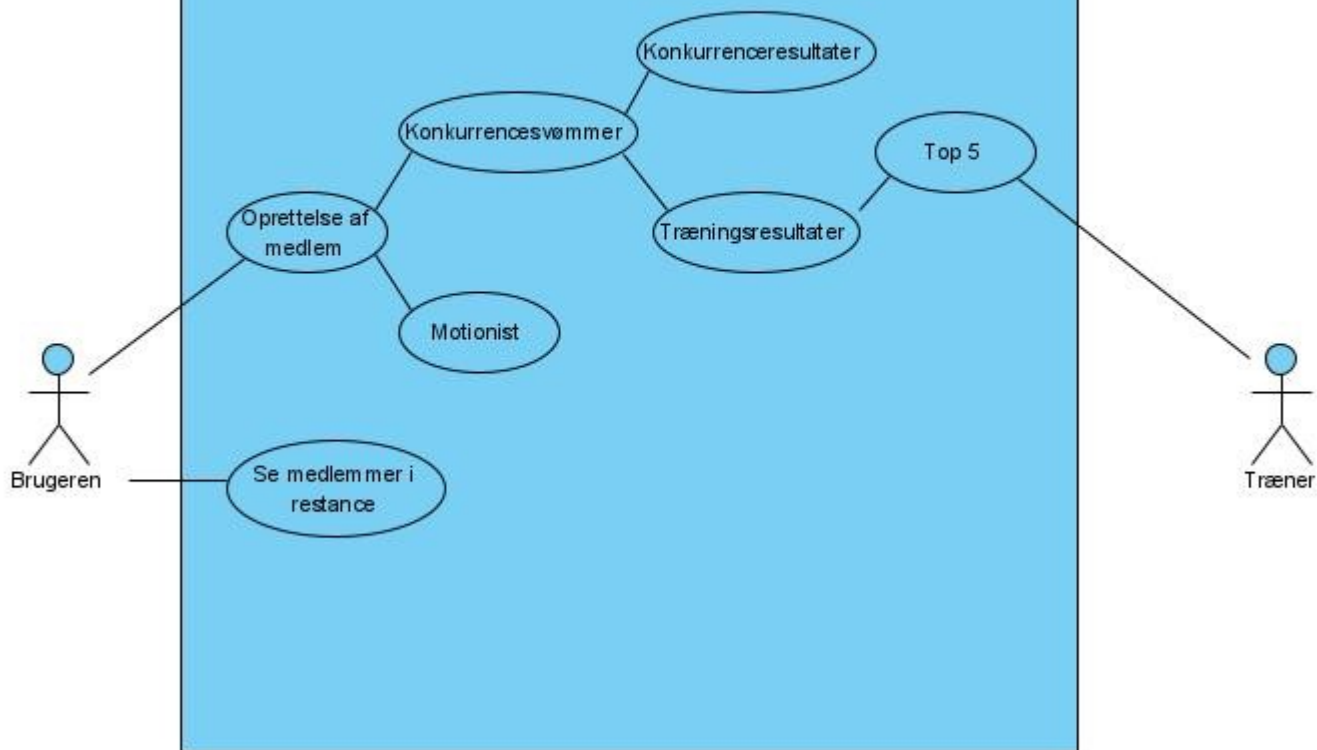 Konkurrenceresultater
Konkurrencesvømmer
Top 5
Oprettelse af
medlem
Træningsresultater
Motionist
Brugeren
Se medlemmer i
restance
Træner